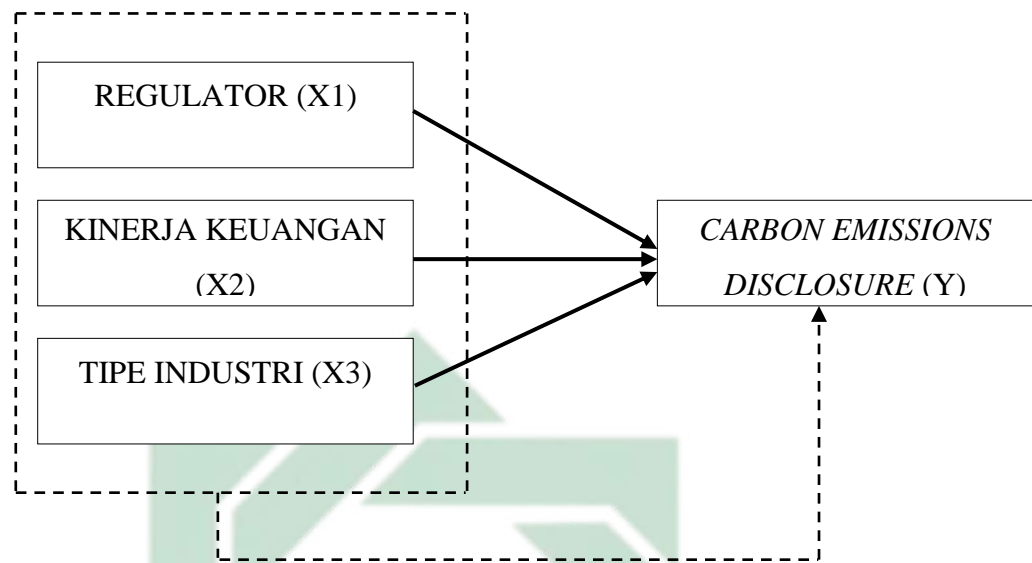 REGULATOR (X1)
KINERJA KEUANGAN
(X2)
TIPE INDUSTRI (X3)
CARBON EMISSIONS
DISCLOSURE (Y)